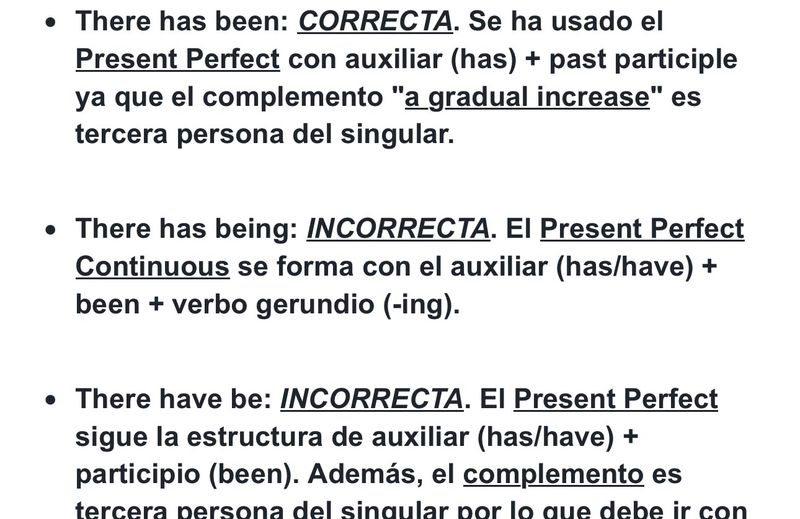 • There has been: CORRECTA. Se ha usado el
Present Perfect con auxiliar (has) + past participle
ya que el complemento "a gradual increase" es
tercera persona del singular.
• There has being: INCORRECTA. El Present Perfect
Continuous se forma con el auxiliar (has/have) +
been + verbo gerundio (-ing).
• There have be: INCORRECTA. El Present Perfect
sigue la estructura de auxiliar (has/have) +
participio (been). Además, el complemento es
tercera persona del singular por lo que debe ir con